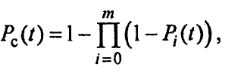 P_c(t) = 1 - ∏_{i=0}^{m} (1 - P_i(t)),